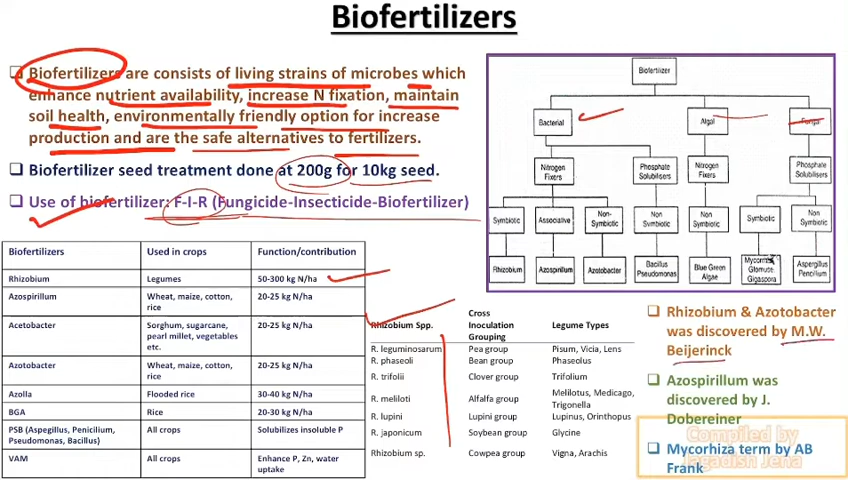 Biofertilizers
Biofertilizers are consists of living strains of microbes which
enhance nutrient availability, increase N fixation, maintain
soil health, environmentally friendly option for increase
production and are the safe alternatives to fertilizers.
Biofertilizer seed treatment done at 200g for 10kg seed.
Use of biofertilizer: F-I-R (Fungicide-Insecticide-Biofertilizer)
Biofertilizer
Bacterial Algal Fungal
Nitrogen Fixers Phosphate Solubilisers Nitrogen Fixers Phosphate Solubilisers
Symbiotic Associative Non-Symbiotic Non Symbiotic Non Symbiotic Symbiotic Non Symbiotic
Rhizobium Azospirillum Azotobacter Bacillus Pseudomonas Blue Green Algae Glomute Gigaspora Aspergillus Pencilium
Biofertilizers Used in crops Function/contribution
Rhizobium Legumes 50-300 kg N/ha
Azospirillum Wheat, maize, cotton, rice 20-25 kg N/ha
Acetobacter Sorghum, sugarcane, pearl millet, vegetables etc. 20-25 kg N/ha
Azotobacter Wheat, maize, cotton, rice 20-25 kg N/ha
Azolla Flooded rice 30-40 kg N/ha
BGA Rice 20-30 kg N/ha
PSB (Aspegillus, Penicilium, Pseudomonas, Bacillus) All crops Solubilizes insoluble P
VAM All crops Enhance P, Zn, water uptake
Rhizobium Spp. Cross Inoculation Grouping Legume Types
R. leguminosarum Pea group Pisum, Vicia, Lens
R. phaseoli Bean group Phaseolus
R. trifolii Clover group Trifolium
R. meliloti Alfalfa group Melilotus, Medicago, Trigonella
R. lupini Lupini group Lupinus, Orinthopus
R. japonicum Soybean group Glycine
Rhizobium sp. Cowpea group Vigna, Arachis
Rhizobium & Azotobacter
was discovered by M.W.
Beijerinck
Azospirillum was
discovered by J.
Dobereiner
Mycorhiza term by AB
Frank
Compiled by
Jagadish Jena